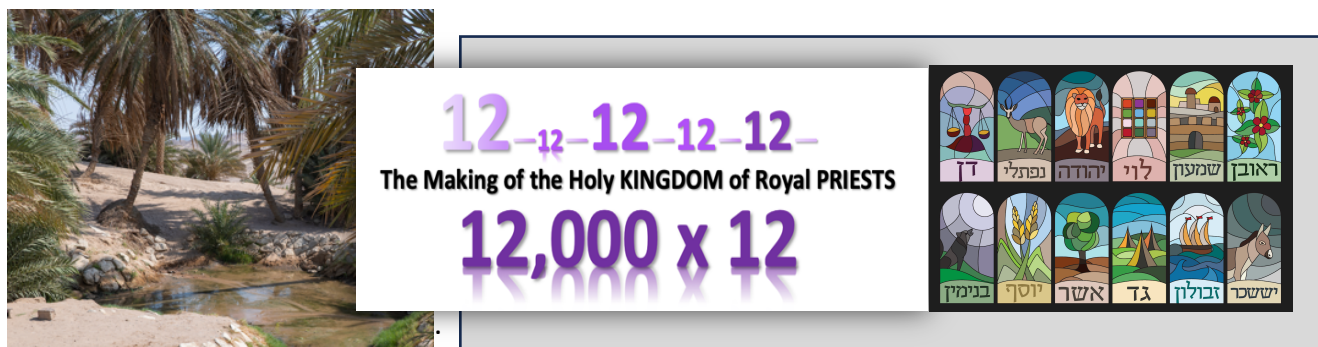 12–12–12–12–12–
The Making of the Holy KINGDOM of Royal PRIESTS
12,000 x 12
.
ראובן שמעון לוי יהודה נפתלי דן
יששכר זבולון גד אשר יוסף בנימין